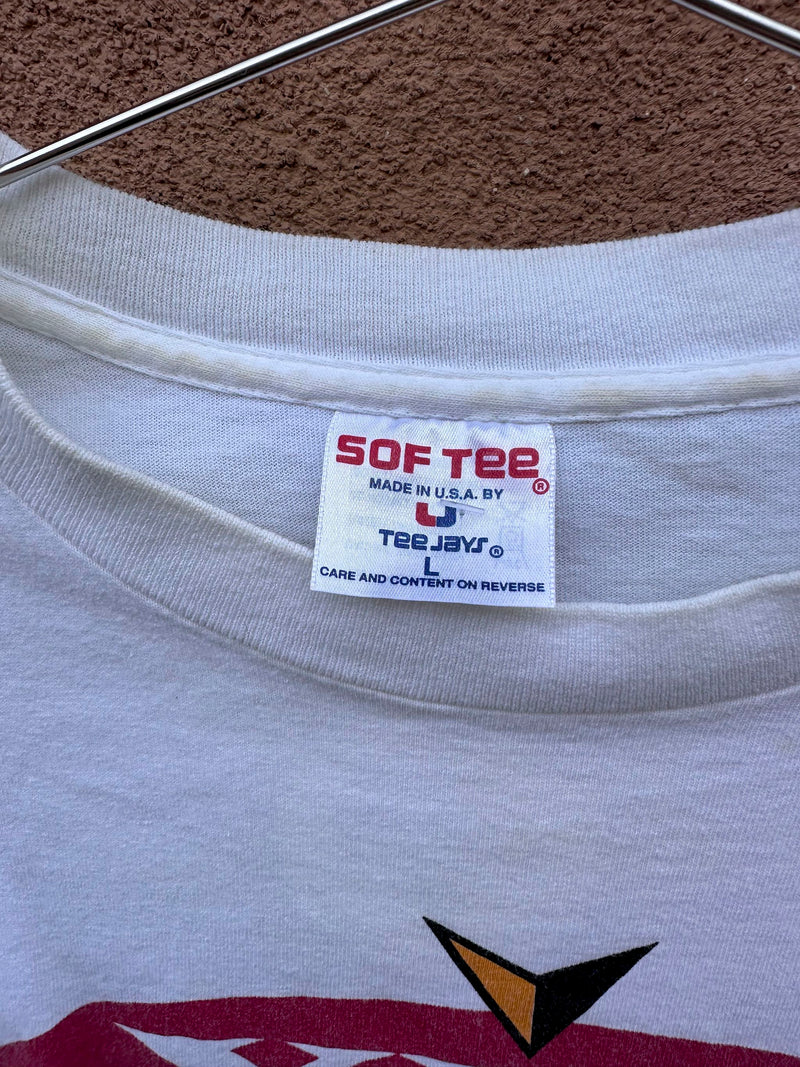 SOF TEE®
MADE IN U.S.A. BY
TEE JAYS®
L
CARE AND CONTENT ON REVERSE